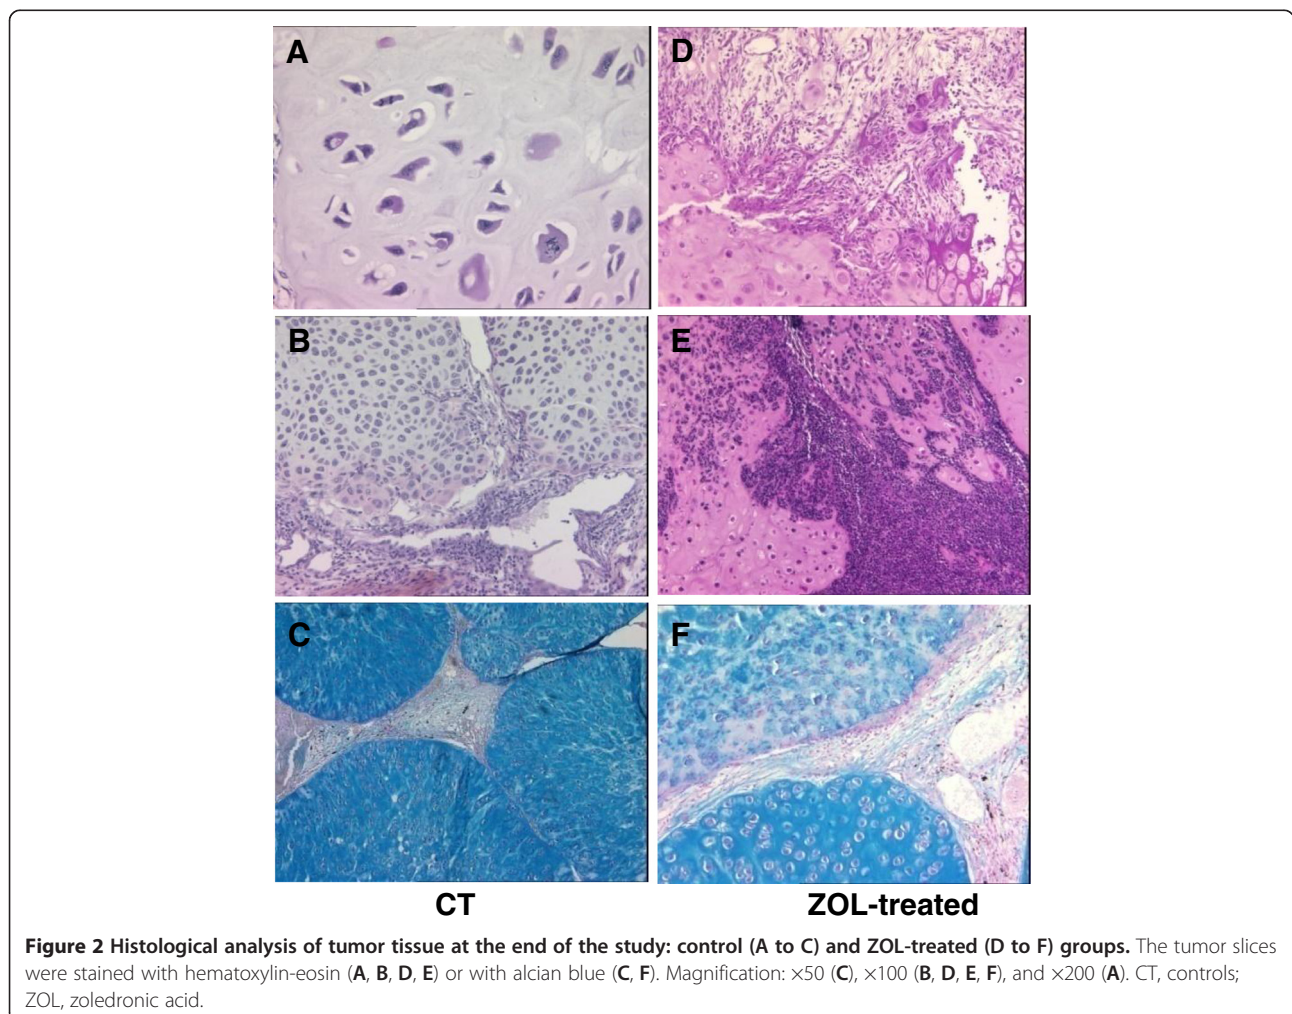 A
D
B
E
C
F
CT
ZOL-treated
Figure 2 Histological analysis of tumor tissue at the end of the study: control (A to C) and ZOL-treated (D to F) groups. The tumor slices
were stained with hematoxylin-eosin (A, B, D, E) or with alcian blue (C, F). Magnification: ×50 (C), ×100 (B, D, E, F), and ×200 (A). CT, controls;
ZOL, zoledronic acid.